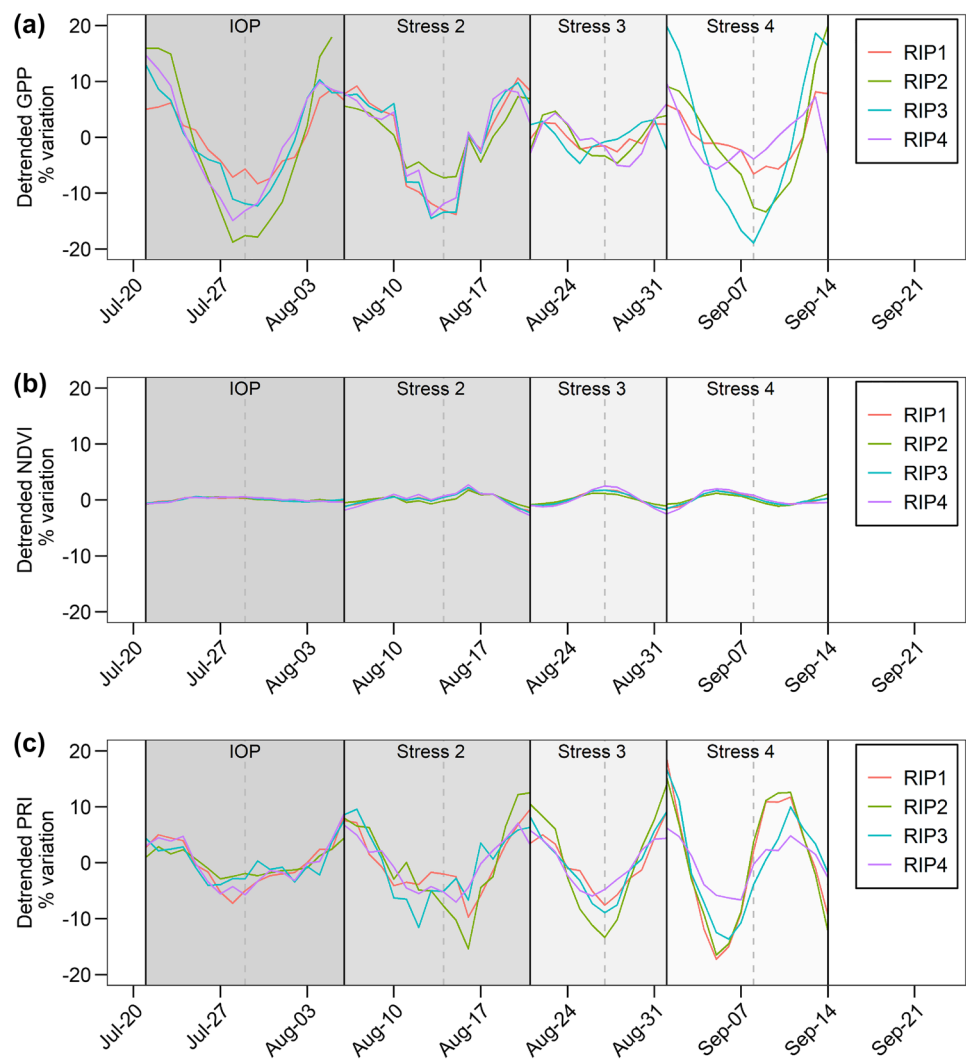 (a)
IOP Stress 2 Stress 3 Stress 4
Detrended GPP
% variation
20
10
0
-10
-20
RIP1
RIP2
RIP3
RIP4
Jul-20 Jul-27 Aug-03 Aug-10 Aug-17 Aug-24 Aug-31 Sep-07 Sep-14 Sep-21
(b)
IOP Stress 2 Stress 3 Stress 4
Detrended NDVI
% variation
20
10
0
-10
-20
RIP1
RIP2
RIP3
RIP4
Jul-20 Jul-27 Aug-03 Aug-10 Aug-17 Aug-24 Aug-31 Sep-07 Sep-14 Sep-21
(c)
IOP Stress 2 Stress 3 Stress 4
Detrended PRI
% variation
20
10
0
-10
-20
RIP1
RIP2
RIP3
RIP4
Jul-20 Jul-27 Aug-03 Aug-10 Aug-17 Aug-24 Aug-31 Sep-07 Sep-14 Sep-21